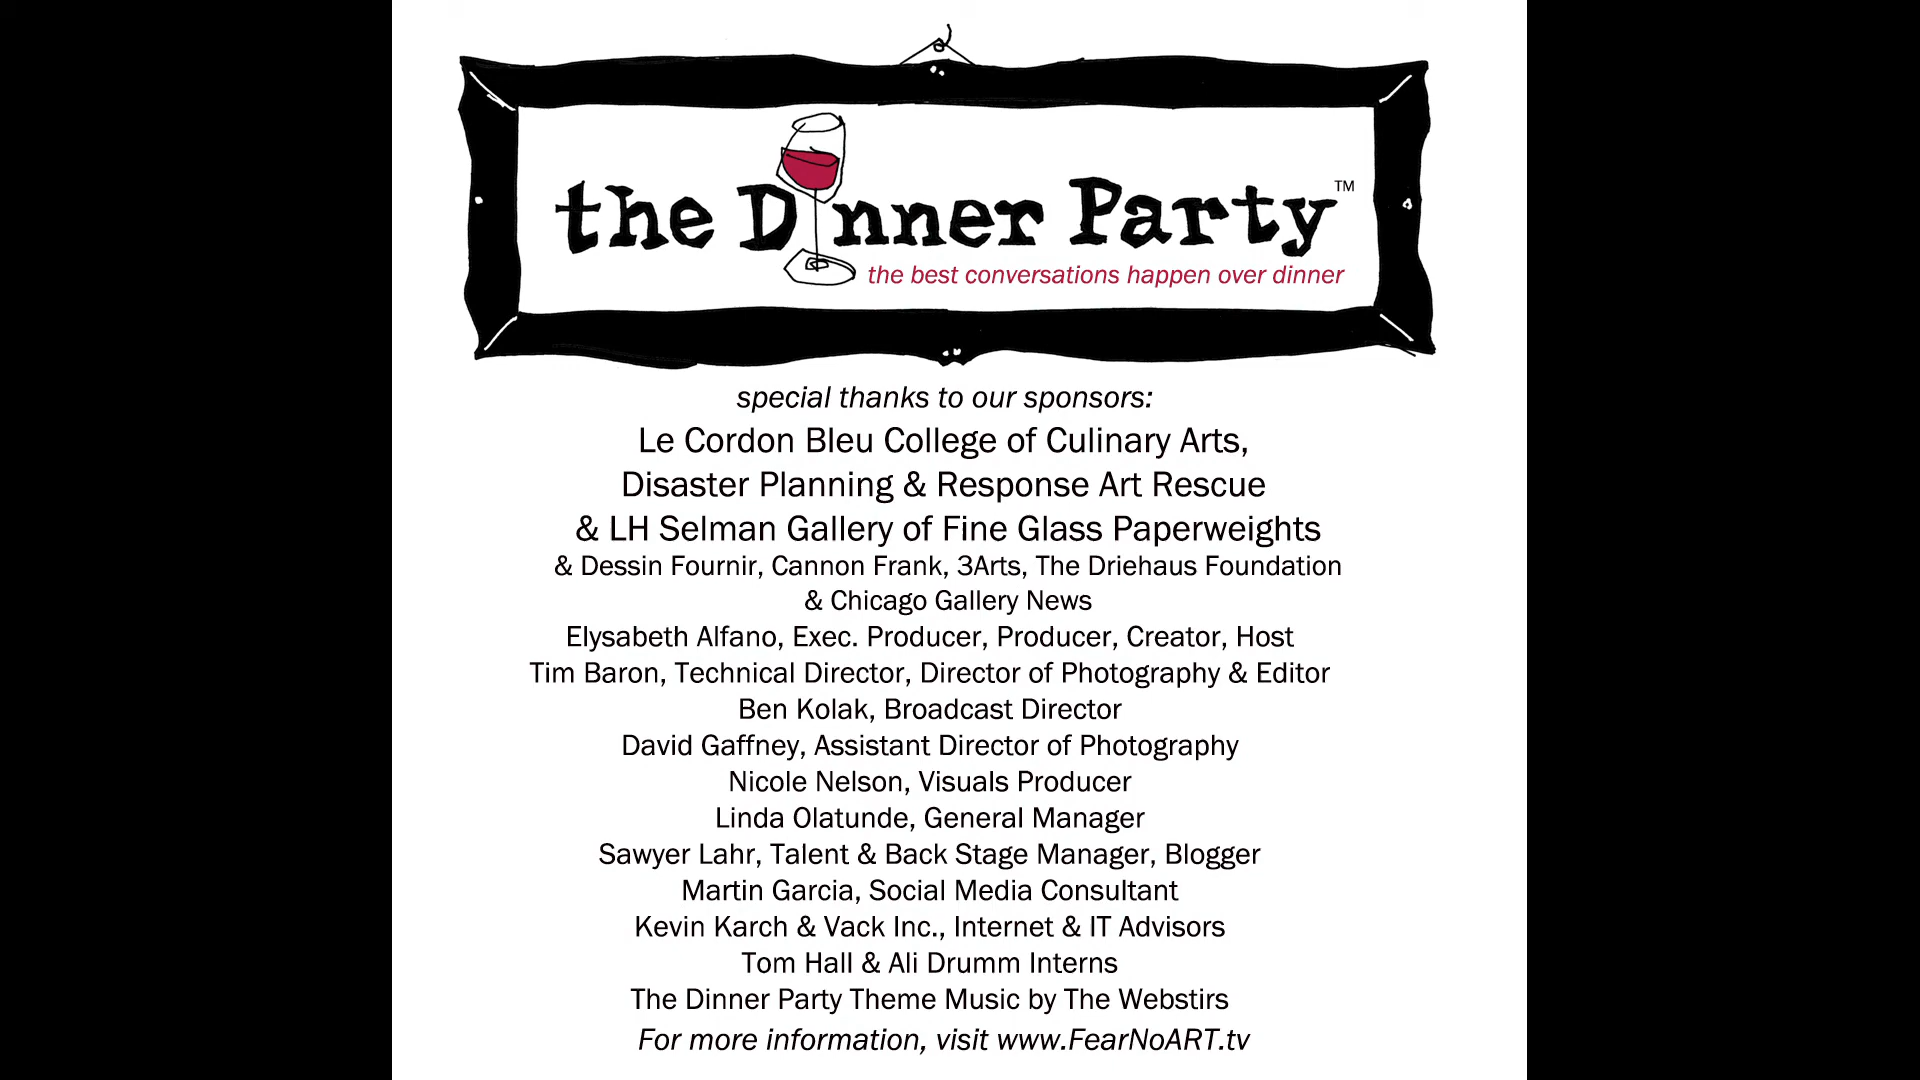 the Dinner Party™
the best conversations happen over dinner
special thanks to our sponsors:
Le Cordon Bleu College of Culinary Arts,
Disaster Planning & Response Art Rescue
& LH Selman Gallery of Fine Glass Paperweights
& Dessin Fournir, Cannon Frank, 3Arts, The Driehaus Foundation
& Chicago Gallery News
Elysabeth Alfano, Exec. Producer, Producer, Creator, Host
Tim Baron, Technical Director, Director of Photography & Editor
Ben Kolak, Broadcast Director
David Gaffney, Assistant Director of Photography
Nicole Nelson, Visuals Producer
Linda Olatunde, General Manager
Sawyer Lahr, Talent & Back Stage Manager, Blogger
Martin Garcia, Social Media Consultant
Kevin Karch & Vack Inc., Internet & IT Advisors
Tom Hall & Ali Drumm Interns
The Dinner Party Theme Music by The Webstirs
For more information, visit www.FearNoART.tv